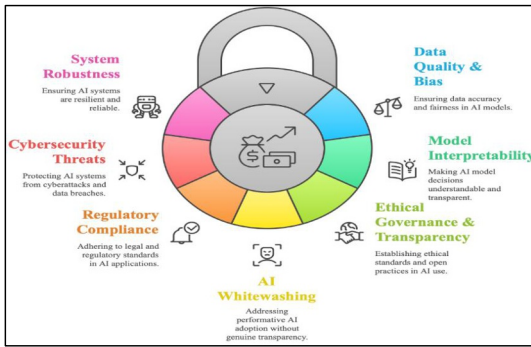 System
Robustness
Ensuring AI systems
are resilient and
reliable.
Cybersecurity
Threats
Protecting AI systems
from cyberattacks and
data breaches.
Regulatory
Compliance
Adhering to legal and
regulatory standards
in AI applications.
AI
Whitewashing
Addressing
performative AI
adoption without
genuine transparency.
Data
Quality &
Bias
Ensuring data accuracy
and fairness in AI models.
Model
Interpretability
Making AI model
decisions
understandable and
transparent.
Ethical
Governance &
Transparency
Establishing ethical
standards and open
practices in AI use.